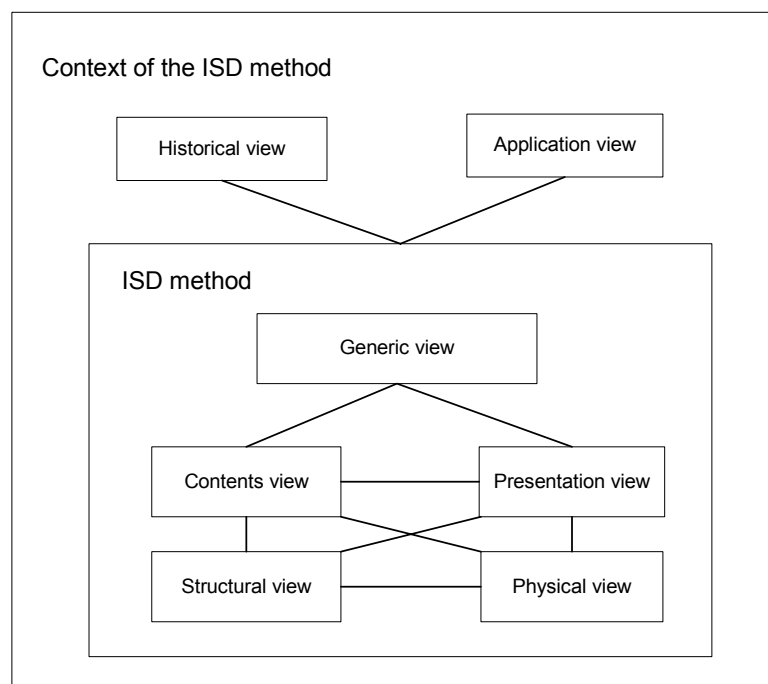 Context of the ISD method
Historical view
Application view
ISD method
Generic view
Contents view
Presentation view
Structural view
Physical view